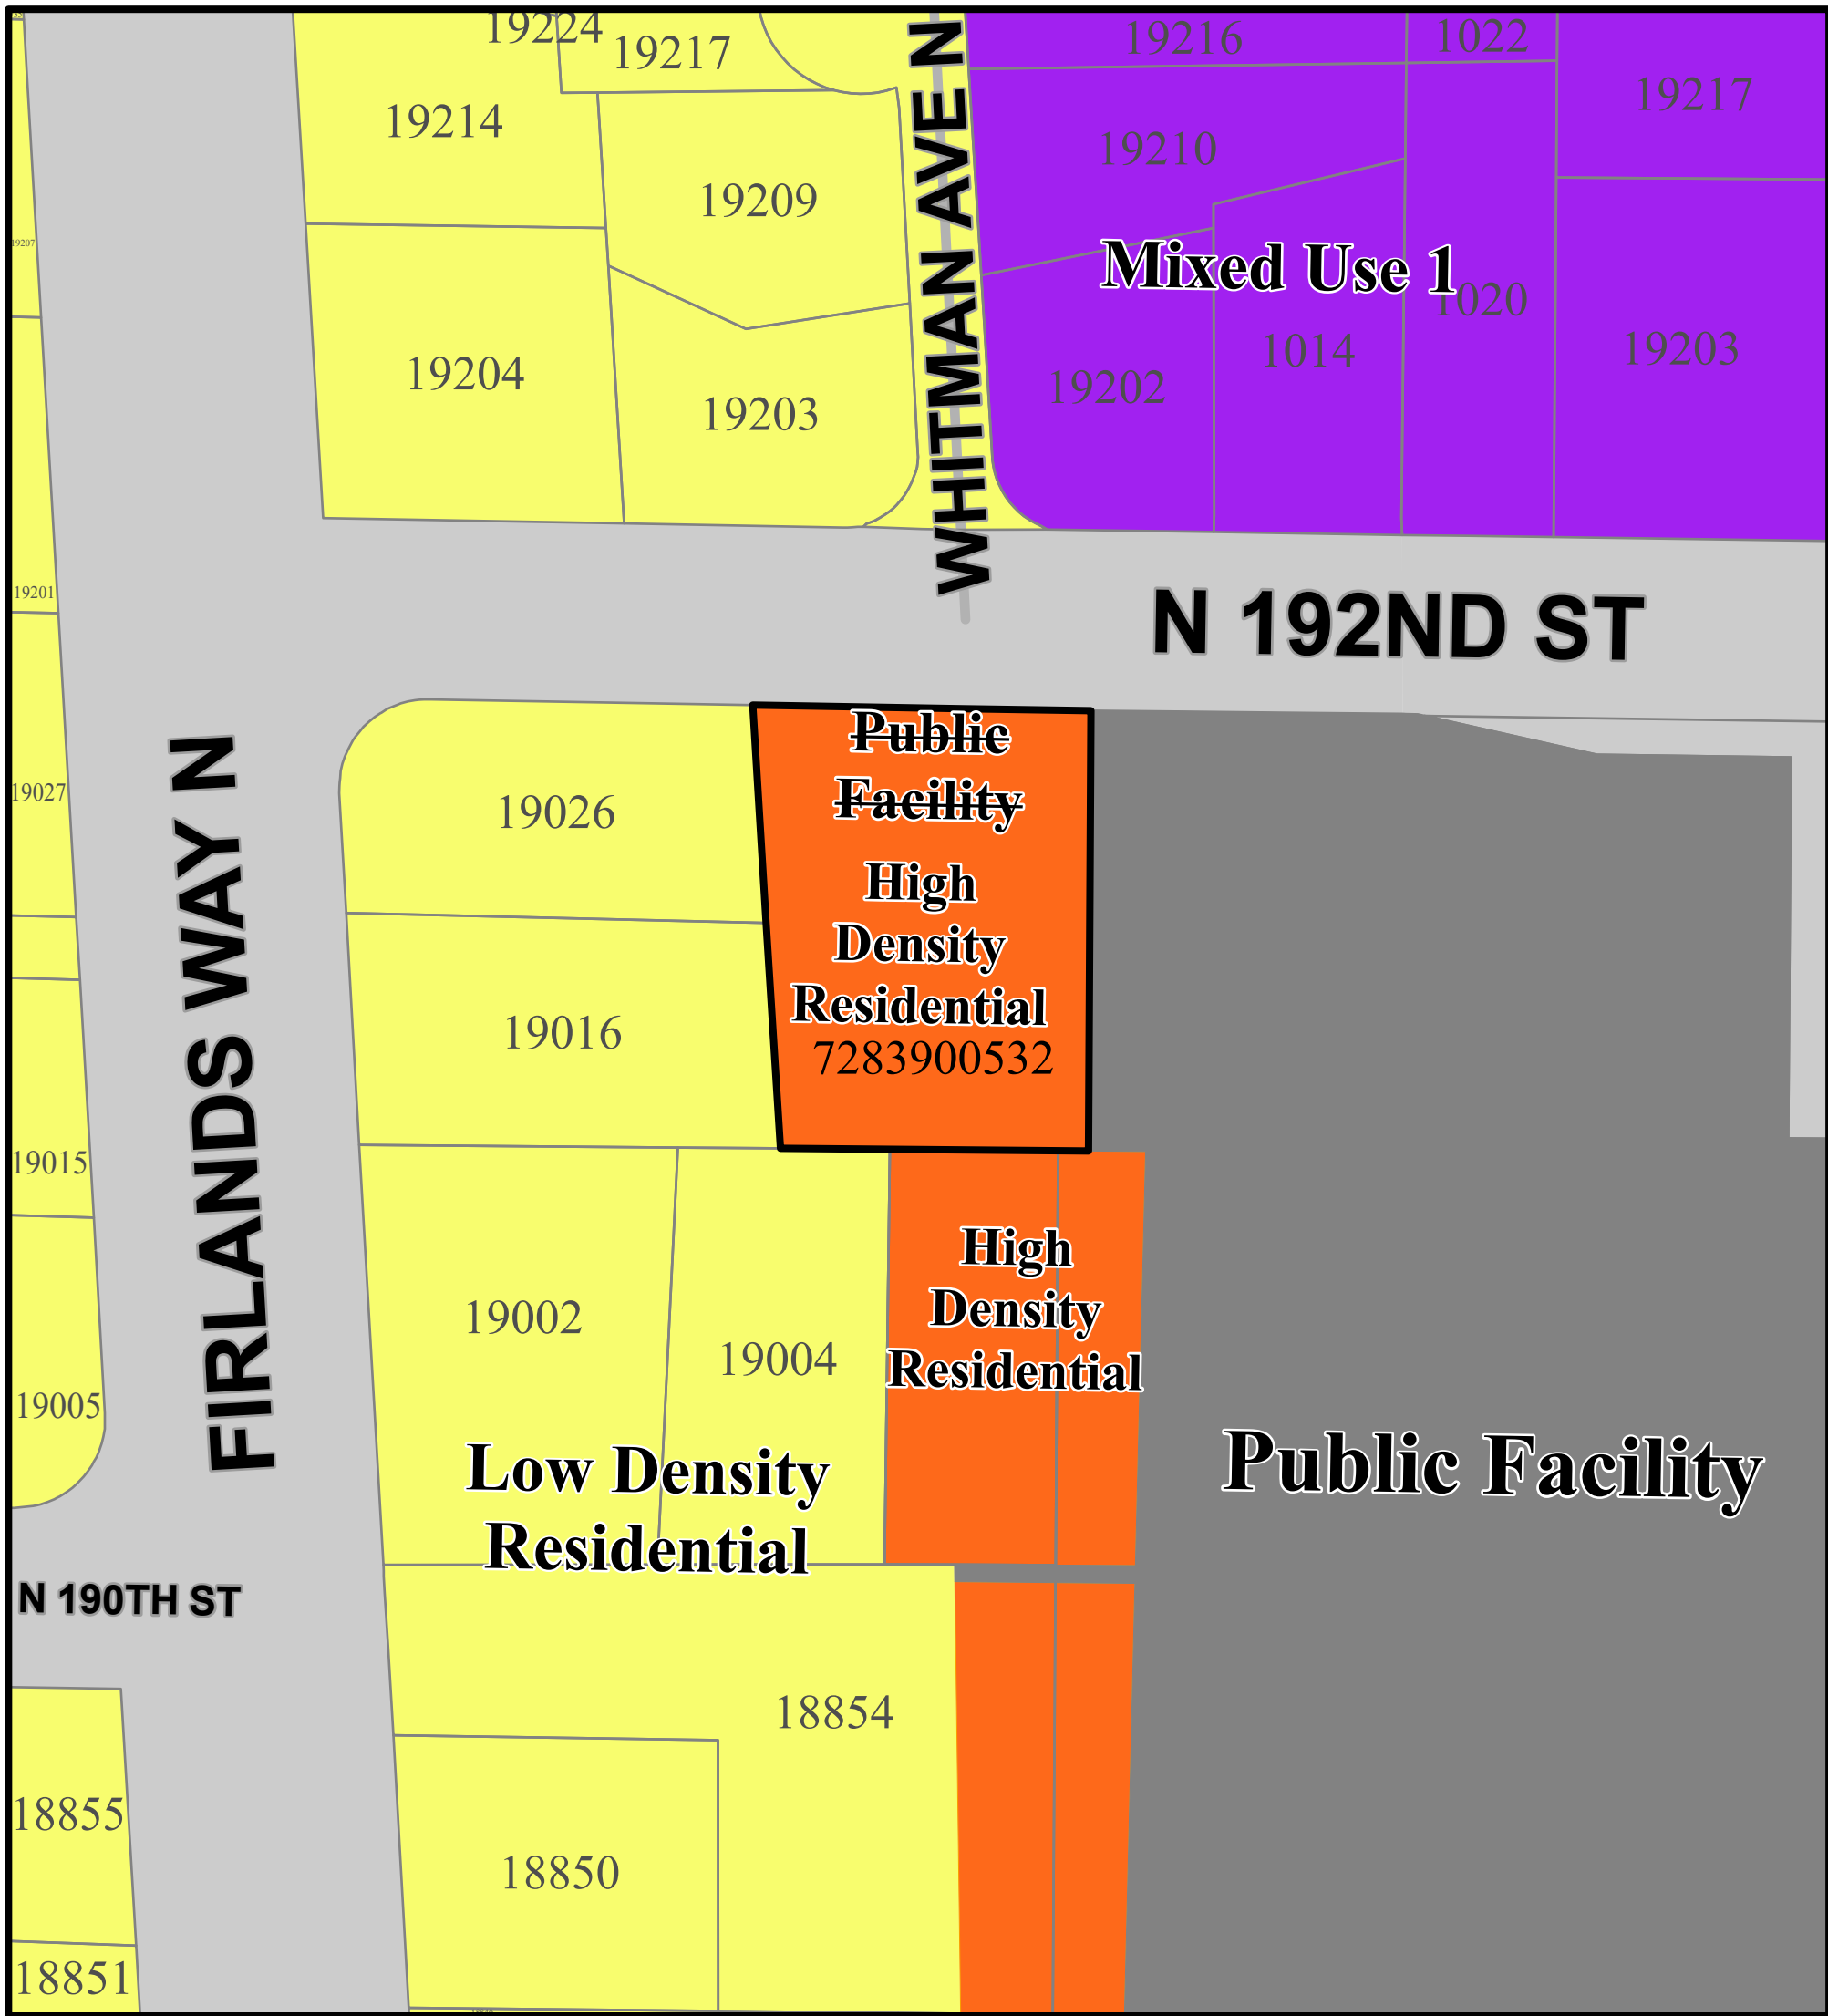 19224
19217
19216
1022
19217
19214
19210
19209
WHITMAN AVE N
19207
Mixed Use 1
1020
19204
19203
19202
1014
19203
19201
N 192ND ST
Public
Facility
High
Density
Residential
7283900532
19027
19026
FIRLANDS WAY N
19016
19015
High
Density
Residential
19002
19004
19005
Low Density
Residential
Public Facility
N 190TH ST
18854
18855
18850
18851